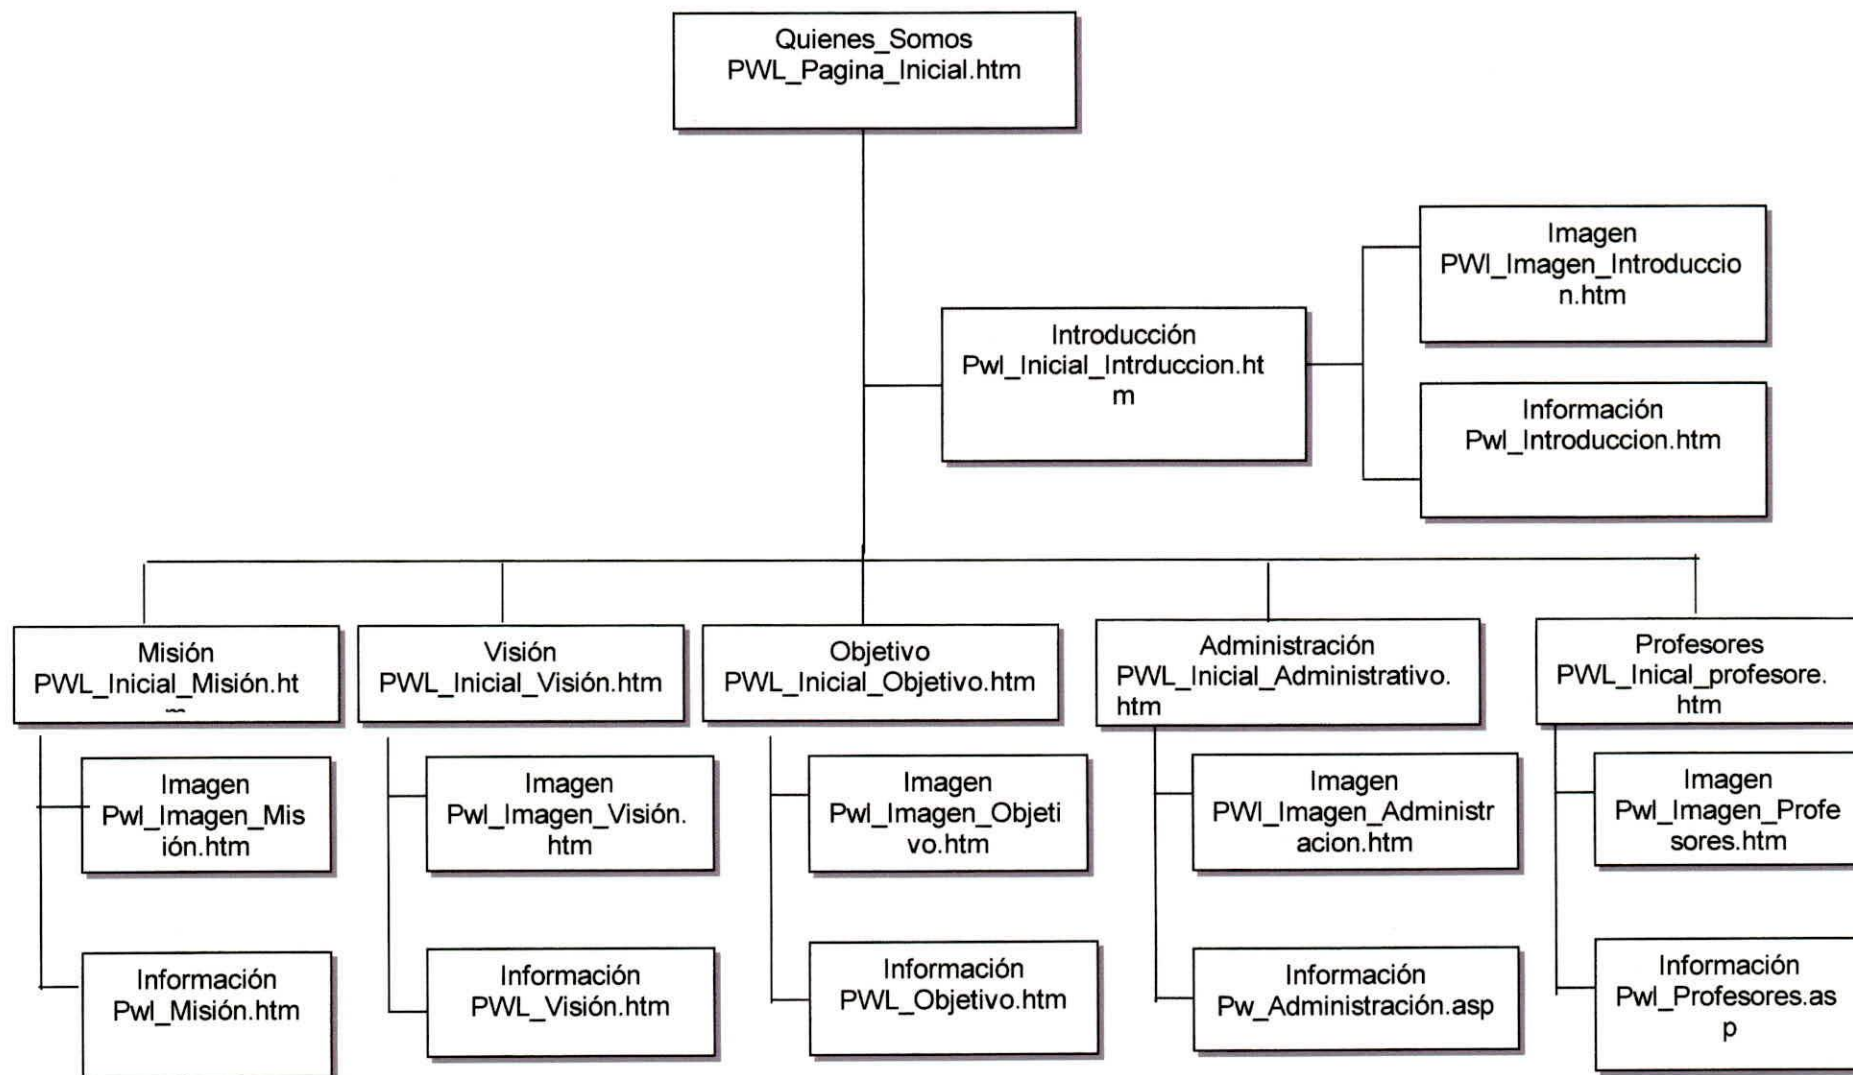 Quienes_Somos
PWL_Pagina_Inicial.htm
Imagen
PWl_Imagen_Introduccio
n.htm
Introducción
Pwl_Inicial_Intrduccion.ht
m
Información
Pwl_Introduccion.htm
Misión
PWL_Inicial_Misión.ht
Visión
PWL_Inicial_Visión.htm
Objetivo
PWL_Inicial_Objetivo.htm
Administración
PWL_Inicial_Administrativo.
htm
Profesores
PWL_Inical_profesore.
htm
Imagen
Pwl_Imagen_Mis
ión.htm
Imagen
Pwl_Imagen_Visión.
htm
Imagen
Pwl_Imagen_Objeti
vo.htm
Imagen
PWl_Imagen_Administr
acion.htm
Imagen
Pwl_Imagen_Profe
sores.htm
Información
Pwl_Misión.htm
Información
PWL_Visión.htm
Información
PWL_Objetivo.htm
Información
Pw_Administración.asp
Información
Pwl_Profesores.as
p